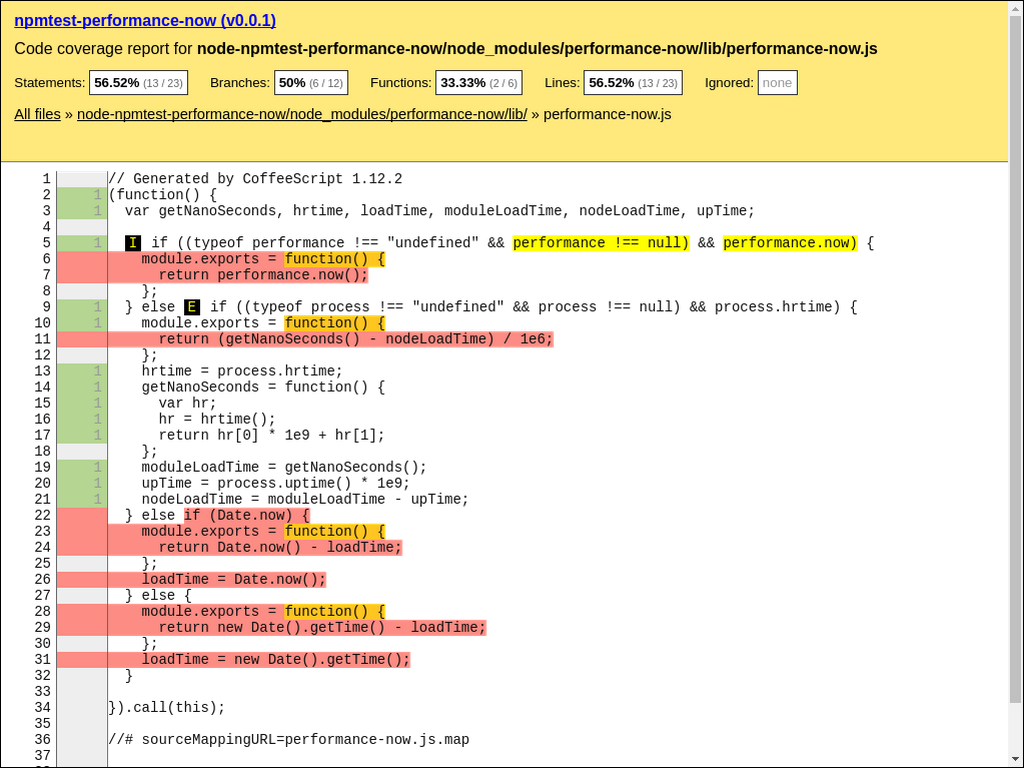 npmtest-performance-now (v0.0.1)
Code coverage report for node-npmtest-performance-now/node_modules/performance-now/lib/performance-now.js
Statements: 56.52% (13 / 23) Branches: 50% (6 / 12) Functions: 33.33% (2 / 6) Lines: 56.52% (13 / 23) Ignored: none
All files » node-npmtest-performance-now/node_modules/performance-now/lib/ » performance-now.js
1 // Generated by CoffeeScript 1.12.2
2 1 (function() {
3 1 var getNanoSeconds, hrtime, loadTime, moduleLoadTime, nodeLoadTime, upTime;
4
5 1 I if ((typeof performance !== "undefined" && performance !== null) && performance.now) {
6 module.exports = function() {
7 return performance.now();
8 };
9 1 } else E if ((typeof process !== "undefined" && process !== null) && process.hrtime) {
10 1 module.exports = function() {
11 return (getNanoSeconds() - nodeLoadTime) / 1e6;
12 };
13 1 hrtime = process.hrtime;
14 1 getNanoSeconds = function() {
15 1 var hr;
16 1 hr = hrtime();
17 1 return hr[0] * 1e9 + hr[1];
18 };
19 1 moduleLoadTime = getNanoSeconds();
20 1 upTime = process.uptime() * 1e9;
21 1 nodeLoadTime = moduleLoadTime - upTime;
22 } else if (Date.now) {
23 module.exports = function() {
24 return Date.now() - loadTime;
25 };
26 loadTime = Date.now();
27 } else {
28 module.exports = function() {
29 return new Date().getTime() - loadTime;
30 };
31 loadTime = new Date().getTime();
32 }
33
34 }).call(this);
35
36 //# sourceMappingURL=performance-now.js.map
37